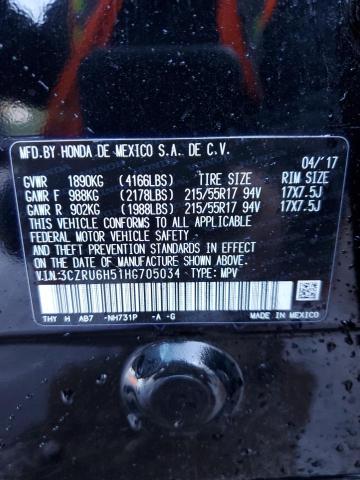 MFD.BY HONDA DE MEXICO S.A. DE C.V.
04/'17
GVWR 1890KG (4166LBS) TIRE SIZE RIM SIZE
GAWR F 988KG (2178LBS) 215/55R17 94V 17X7.5J
GAWR R 902KG (1988LBS) 215/55R17 94V 17X7.5J
THIS VEHICLE CONFORMS TO ALL APPLICABLE
FEDERAL MOTOR VEHICLE SAFETY AND
THEFT PREVENTION STANDARDS IN EFFECT
ON THE DATE OF MANUFACTURE SHOWN
ABOVE.
V.I.N:3CZRU6H51HG705034 TYPE: MPV
THY H AB7 -NH731P -A -G
MADE IN MEXICO